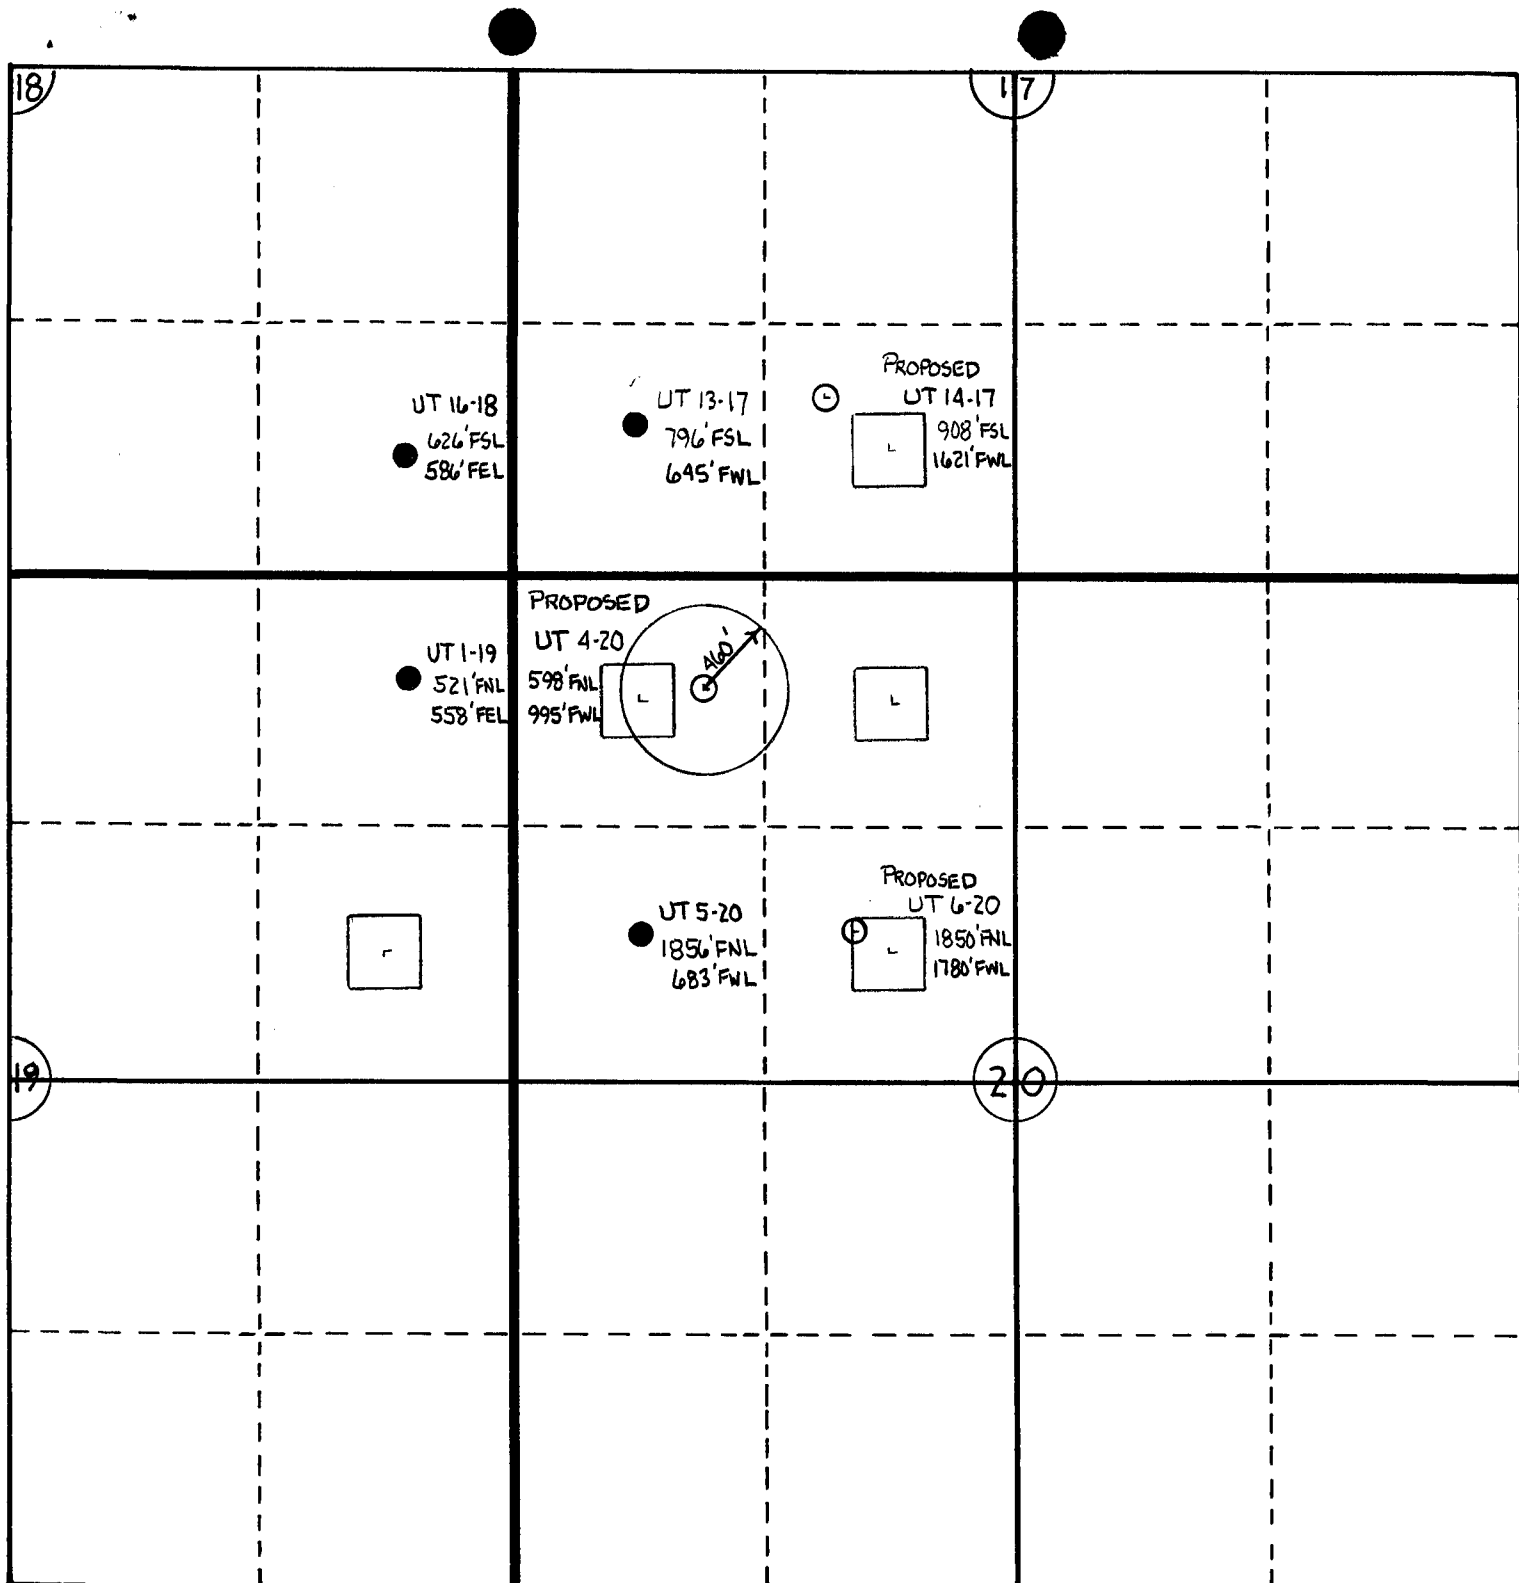 18
17
PROPOSED
UT 14-17
908'FSL
1621'FWL
UT 16-18
626'FSL
586'FEL
UT 13-17
796'FSL
645'FWL
PROPOSED
UT 4-20
598'FNL
995'FWL
460'
UT 1-19
521'FNL
558'FEL
PROPOSED
UT 6-20
1850'FNL
1780'FWL
UT 5-20
1856'FNL
683'FWL
19
20